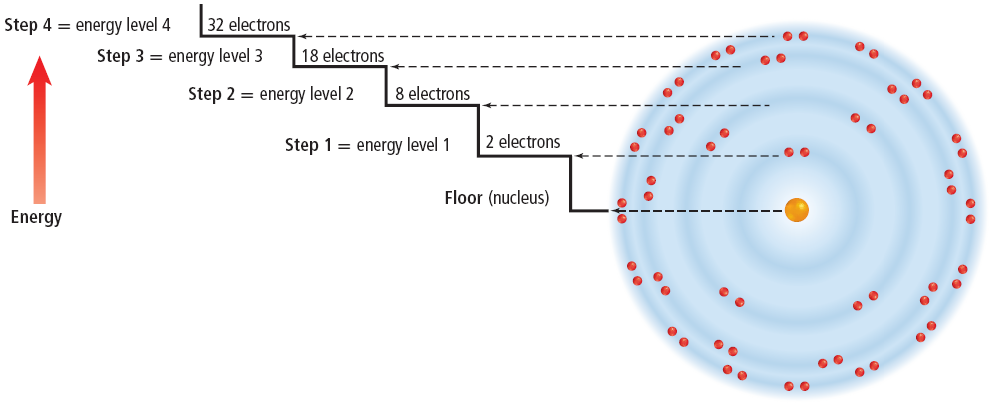 Step 4 = energy level 4
32 electrons
Step 3 = energy level 3
18 electrons
Step 2 = energy level 2
8 electrons
Step 1 = energy level 1
2 electrons
Floor (nucleus)
Energy